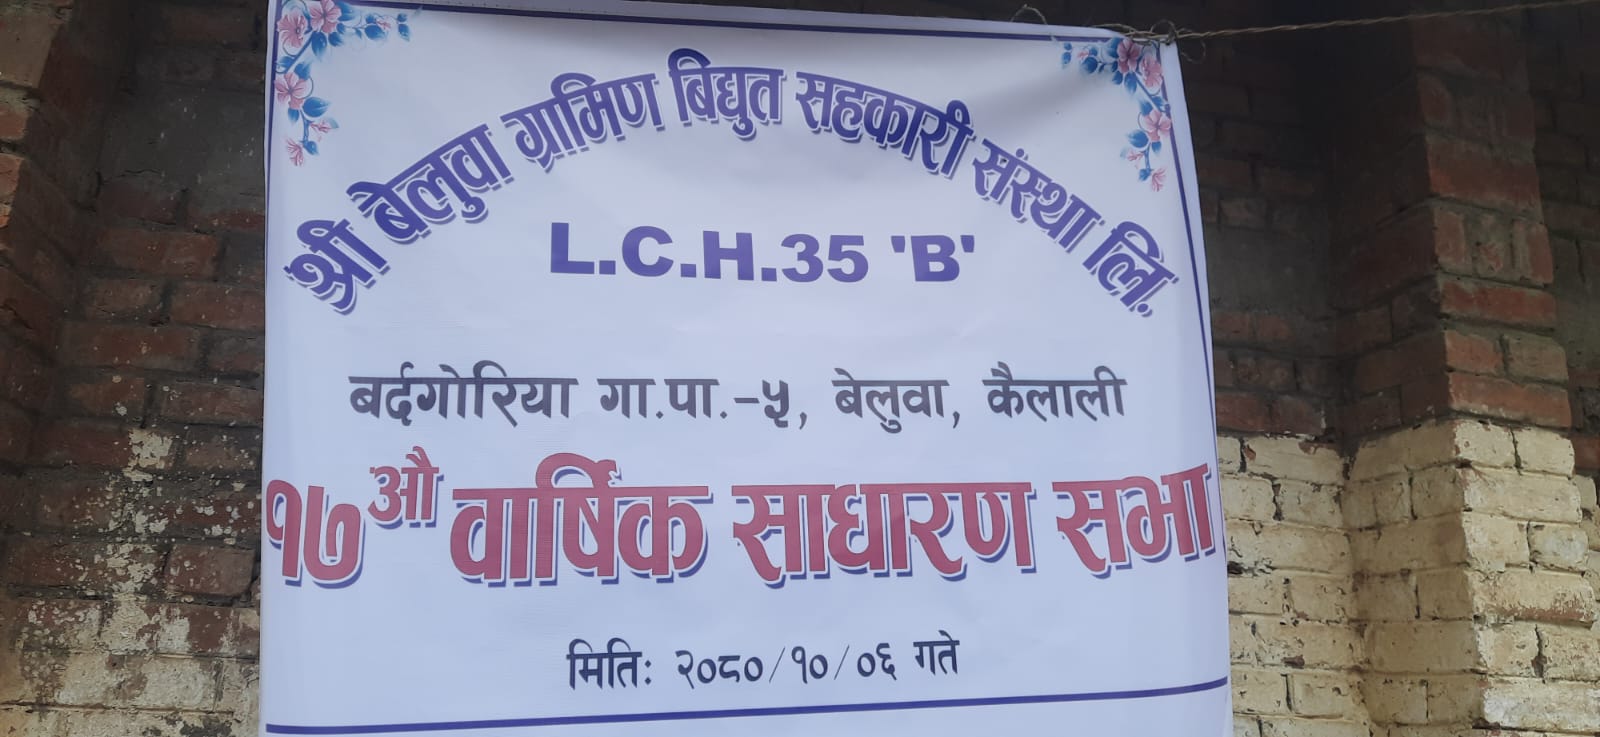 श्री बेलुवा ग्रामिण बिद्युत सहकारी संस्था लि.
L.C.H.35 'B'
बर्दगोरिया गा.पा.-५, बेलुवा, कैलाली
१७औ वार्षिक साधारण सभा
मितिः २०८०/१०/०६ गते